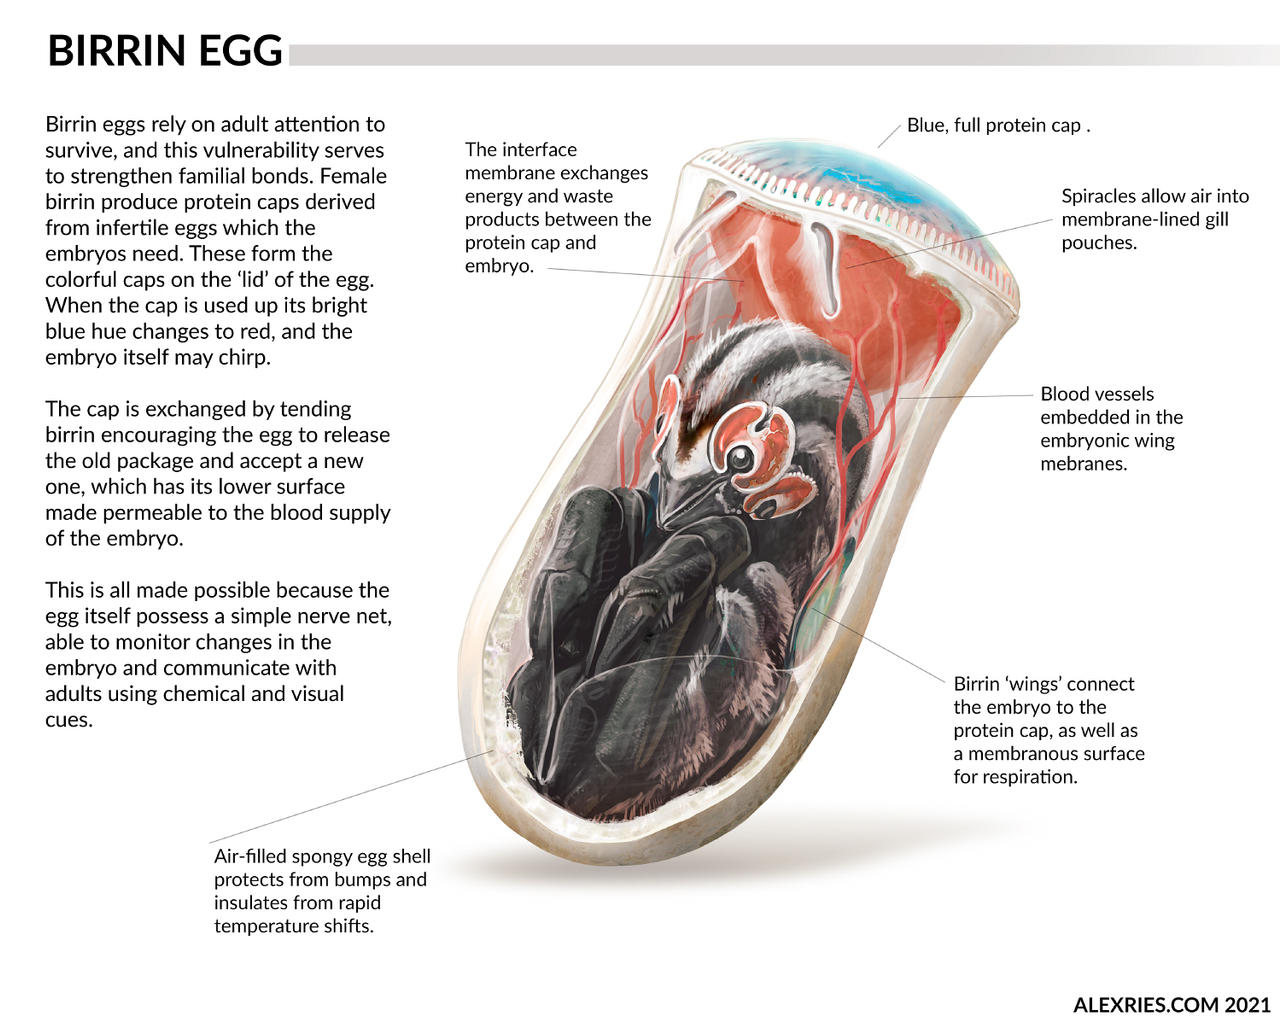 BIRRIN EGG
Birrin eggs rely on adult attention to
survive, and this vulnerability serves
to strengthen familial bonds. Female
birrin produce protein caps derived
from infertile eggs which the
embryos need. These form the
colorful caps on the ‘lid’ of the egg.
When the cap is used up its bright
blue hue changes to red, and the
embryo itself may chirp.
The cap is exchanged by tending
birrin encouraging the egg to release
the old package and accept a new
one, which has its lower surface
made permeable to the blood supply
of the embryo.
This is all made possible because the
egg itself possess a simple nerve net,
able to monitor changes in the
embryo and communicate with
adults using chemical and visual
cues.
The interface
membrane exchanges
energy and waste
products between the
protein cap and
embryo.
Blue, full protein cap .
Spiracles allow air into
membrane-lined gill
pouches.
Blood vessels
embedded in the
embryonic wing
mebranes.
Birrin ‘wings’ connect
the embryo to the
protein cap, as well as
a membranous surface
for respiration.
Air-filled spongy egg shell
protects from bumps and
insulates from rapid
temperature shifts.
ALEXRIES.COM 2021